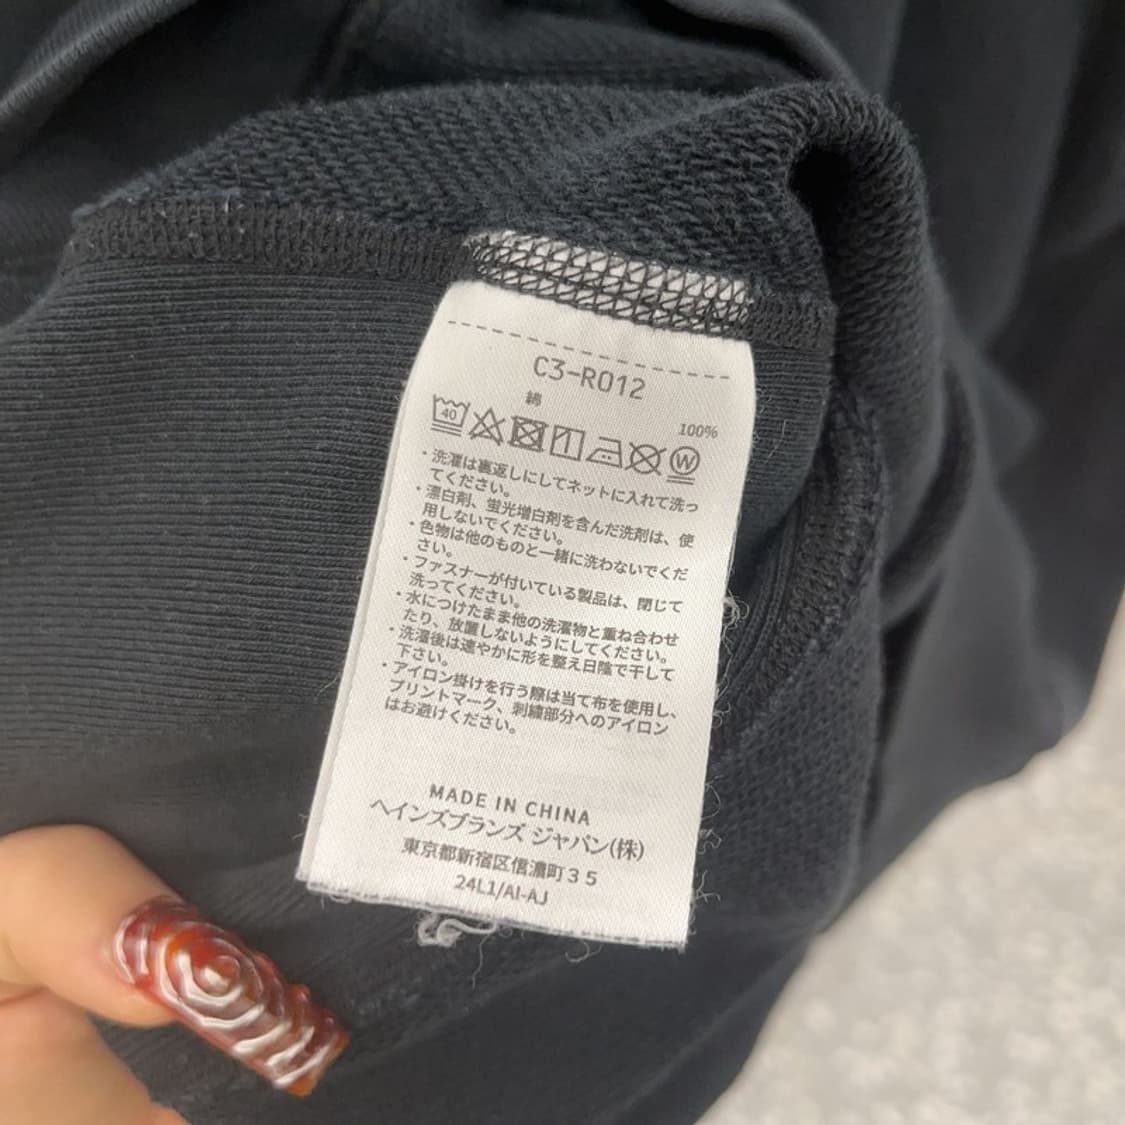 C3-R012
綿
100%
40
W
・洗濯は裏返しにしてネットに入れて洗っ
てください。
・漂白剤、蛍光増白剤を含んだ洗剤は、使
用しないでください。
・色物は他のものと一緒に洗わないでくだ
さい。
・ファスナーが付いている製品は、閉じて
洗ってください。
・水につけたまま他の洗濯物と重ね合わせ
たり、放置しないようにしてください。
・洗濯後は速やかに形を整え日陰で干して
下さい。
・アイロン掛けを行う際は当て布を使用し、
プリントマーク、刺繍部分へのアイロン
はお避けください。
MADE IN CHINA
ヘインズブランズ ジャパン(株)
東京都新宿区信濃町35
24L1/AI-AJ